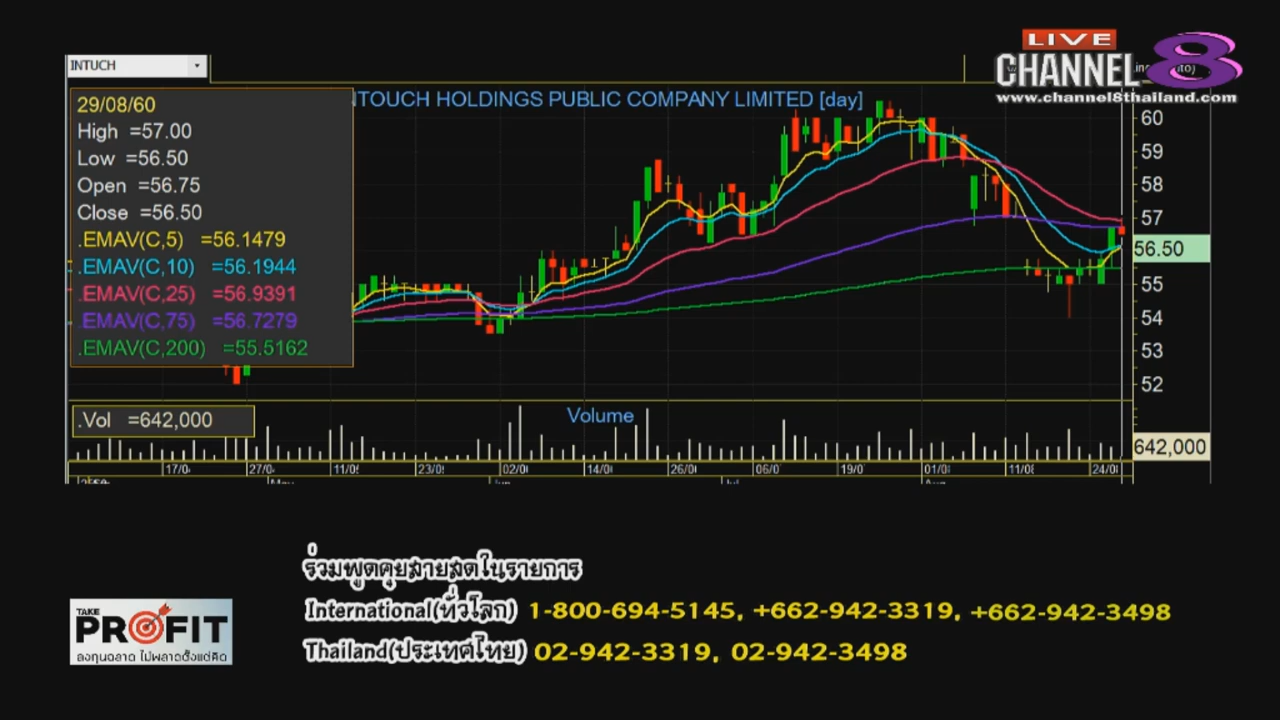 INTUCH
LIVE
CHANNEL 8
www.channel8thailand.com
NTOUCH HOLDINGS PUBLIC COMPANY LIMITED [day]
29/08/60
High =57.00
Low =56.50
Open =56.75
Close =56.50
.EMAV(C,5) =56.1479
.EMAV(C,10) =56.1944
.EMAV(C,25) =56.9391
.EMAV(C,75) =56.7279
.EMAV(C,200) =55.5162
60
59
58
57
56.50
55
54
53
52
.Vol =642,000
Volume
642,000
17/0 27/0 11/0 23/0 02/0 14/0 26/0 06/0 19/0 01/0 11/0 24/0
ร่วมพูดคุยสายสดในรายการ
International(ทั่วโลก) 1-800-694-5145, +662-942-3319, +662-942-3498
Thailand(ประเทศไทย) 02-942-3319, 02-942-3498
TAKE
PROFIT
ลงทุนฉลาด ไม่พลาดตั้งแต่คิด